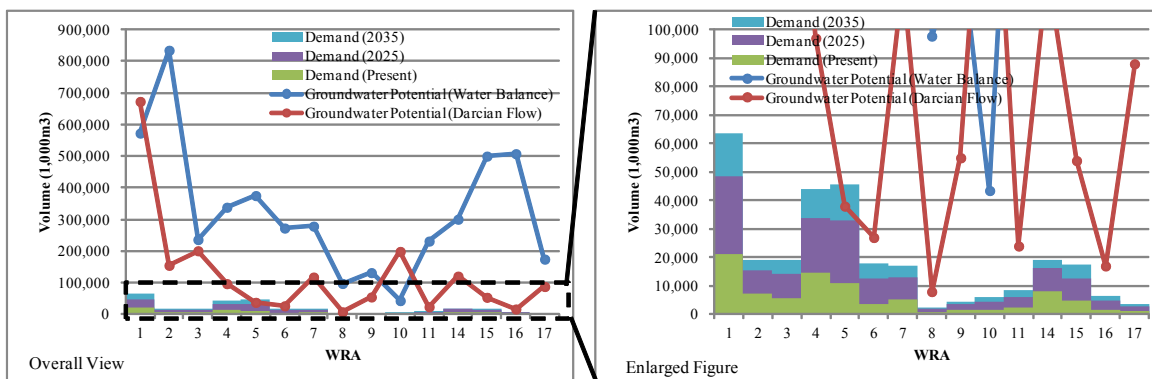 900,000
800,000
700,000
600,000
500,000
400,000
300,000
200,000
100,000
0
Volume (1,000m3)
Demand (2035)
Demand (2025)
Demand (Present)
Groundwater Potential (Water Balance)
Groundwater Potential (Darcian Flow)
1 2 3 4 5 6 7 8 9 10 11 14 15 16 17
WRA
Overall View
100,000
90,000
80,000
70,000
60,000
50,000
40,000
30,000
20,000
10,000
0
Volume (1,000m3)
Demand (2035)
Demand (2025)
Demand (Present)
Groundwater Potential (Water Balance)
Groundwater Potential (Darcian Flow)
1 2 3 4 5 6 7 8 9 10 11 14 15 16 17
WRA
Enlarged Figure